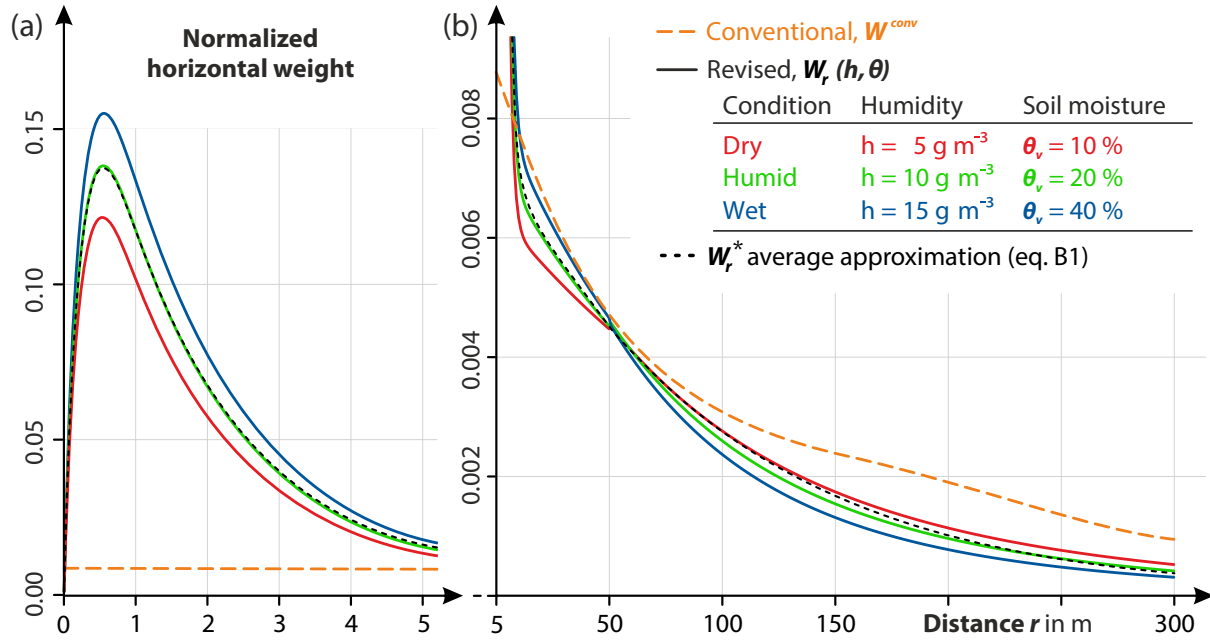 (a)
Normalized
horizontal weight
0.15
0.10
0.05
0.00
0 1 2 3 4 5
(b)
Conventional, W^conv
Revised, W_r (h, θ)
Condition Humidity Soil moisture
Dry h = 5 g m⁻³ θ_v = 10 %
Humid h = 10 g m⁻³ θ_v = 20 %
Wet h = 15 g m⁻³ θ_v = 40 %
W_r^* average approximation (eq. B1)
0.008
0.006
0.004
0.002
5 50 100 150 Distance r in m 300